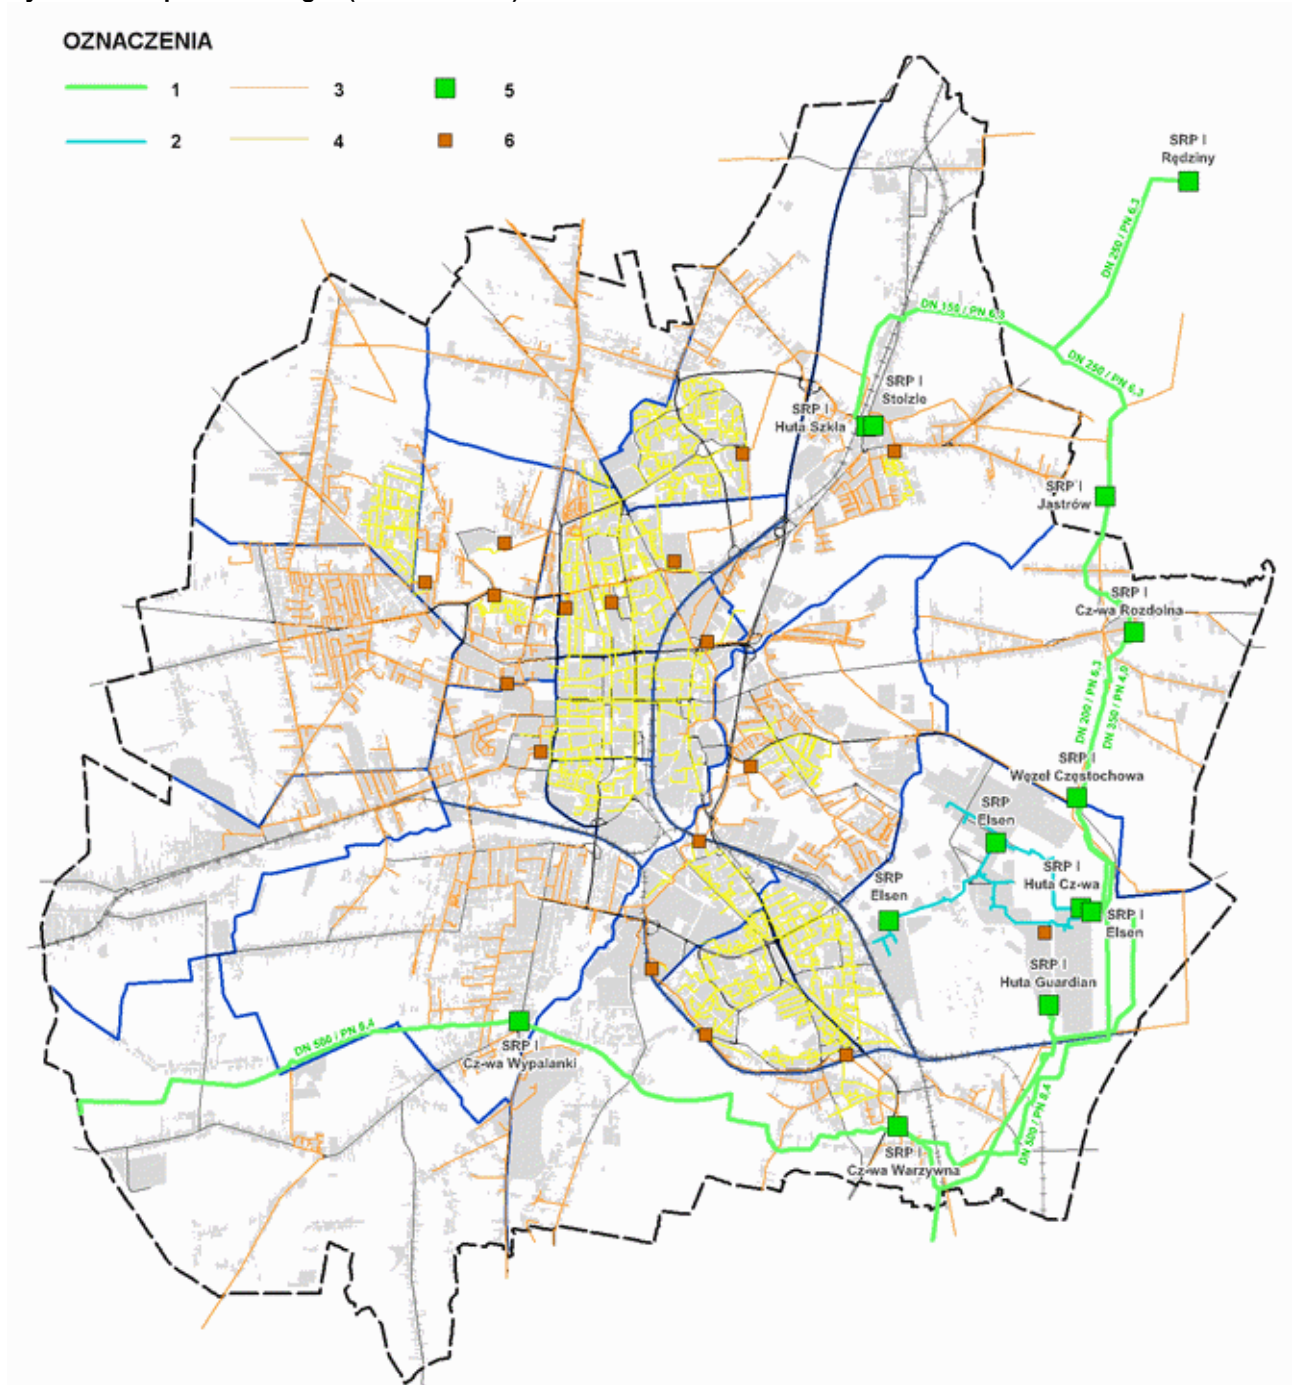 OZNACZENIA
1
3
5
2
4
6
SRP I
Rędziny
DN 250 / PN 6,3
DN 150 / PN 6,3
DN 250 / PN 6,3
SRP I
Stolzle
SRP I
Huta Szkła
SRP I
Jastrów
SRP I
Cz-wa Rozdolna
DN 200 / PN 6,3
DN 350 / PN 4,0
SRP I
Węzeł Częstochowa
SRP
Elsen
SRP I
Huta Cz-wa
SRP
Elsen
SRP I
Elsen
SRP I
Huta Guardian
DN 500 / PN 8,4
SRP I
Cz-wa Wypalanki
DN 500 / PN 8,4
SRP I
Cz-wa Warzywna